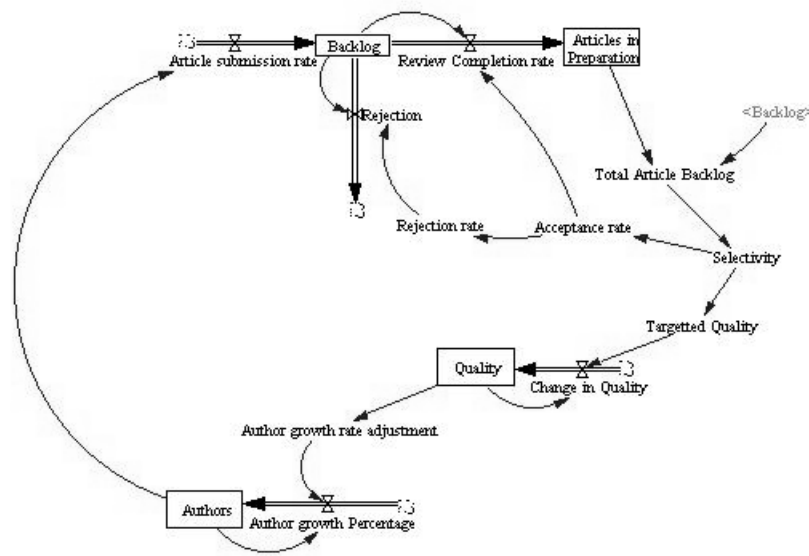 Backlog
Articles in
Preparation
Article submission rate
Review Completion rate
Rejection
<Backlog>
Total Article Backlog
Rejection rate
Acceptance rate
Selectivity
Targetted Quality
Quality
Change in Quality
Author growth rate adjustment
Authors
Author growth Percentage